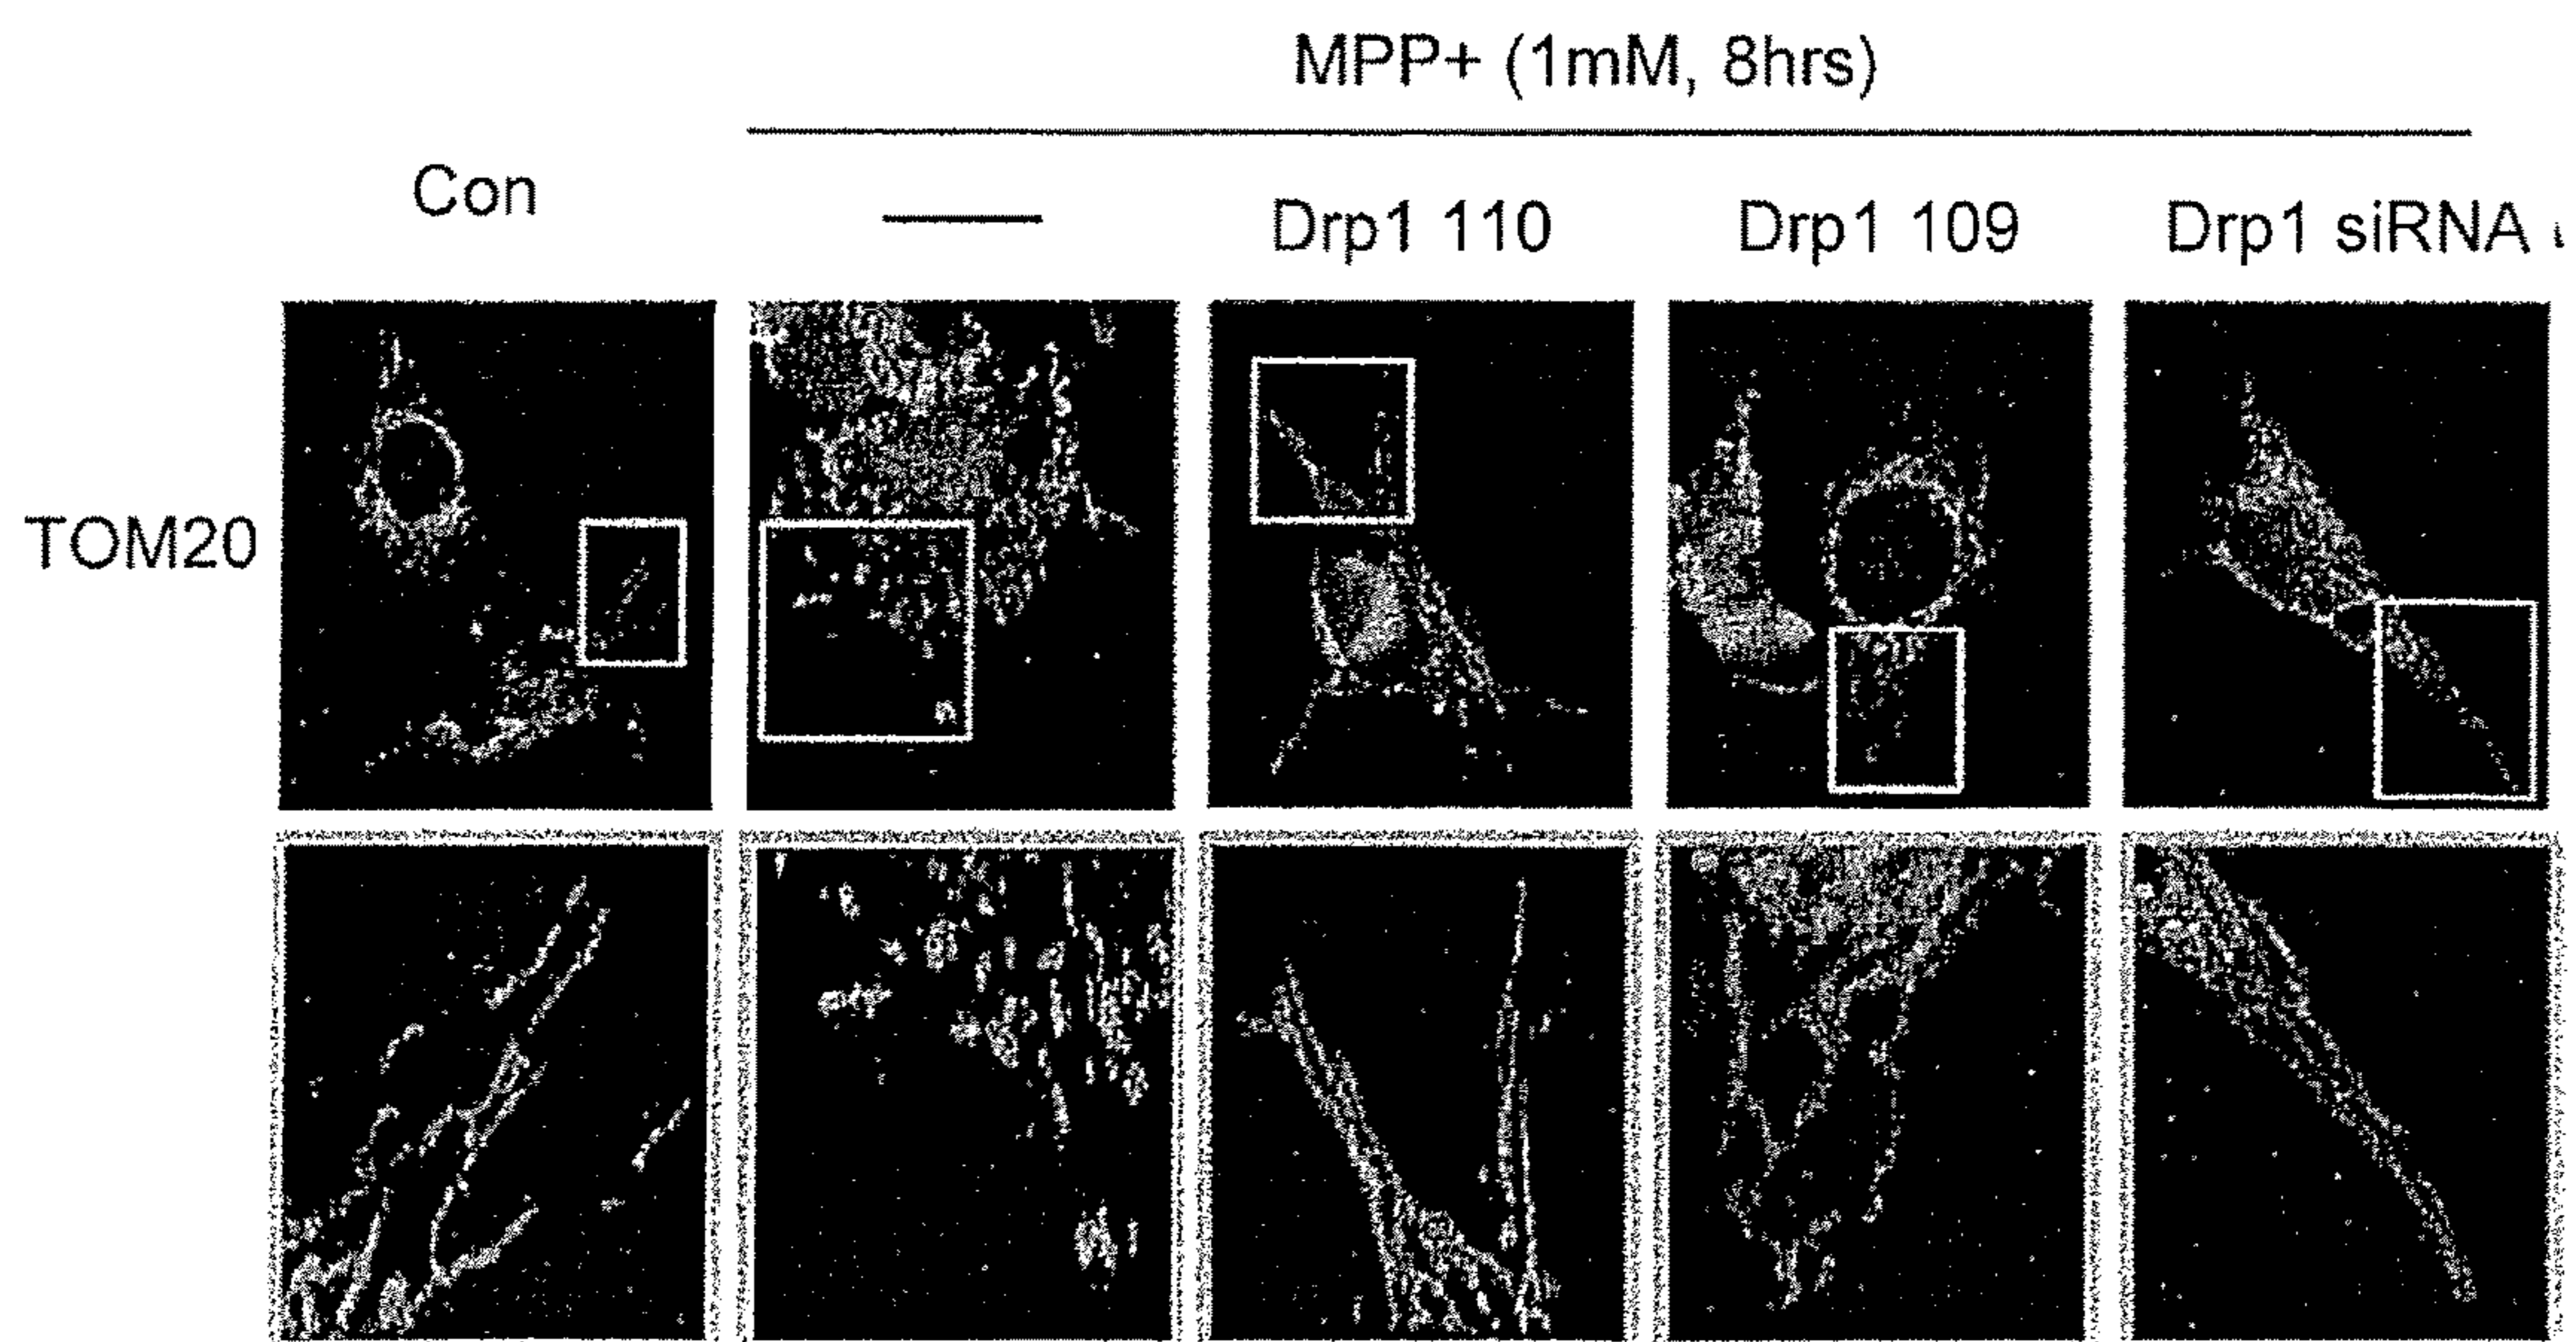 MPP+ (1mM, 8hrs)
Con — Drp1 110 Drp1 109 Drp1 siRNA
TOM20